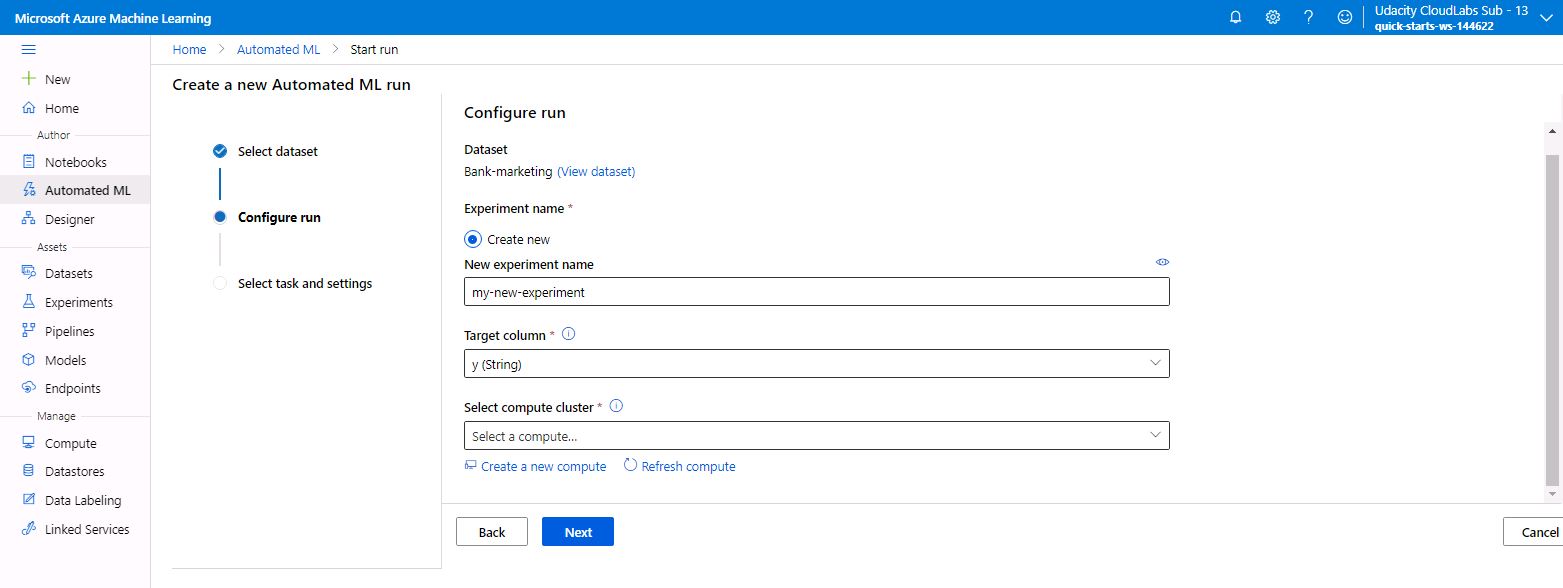 Microsoft Azure Machine Learning
Udacity CloudLabs Sub - 13
quick-starts-ws-144622
Home > Automated ML > Start run
New
Home
Author
Notebooks
Automated ML
Designer
Assets
Datasets
Experiments
Pipelines
Models
Endpoints
Manage
Compute
Datastores
Data Labeling
Linked Services
Create a new Automated ML run
Select dataset
Configure run
Select task and settings
Configure run
Dataset
Bank-marketing (View dataset)
Experiment name *
Create new
New experiment name
my-new-experiment
Target column *
y (String)
Select compute cluster *
Select a compute...
Create a new compute Refresh compute
Back Next Cancel